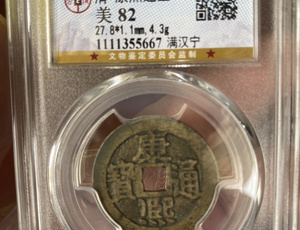 清 康熙通宝
美 82
27.8*1.1mm, 4.3g
1111355667 满汉宁
★ 文物鉴定委员会监制 ★
康熙通寶